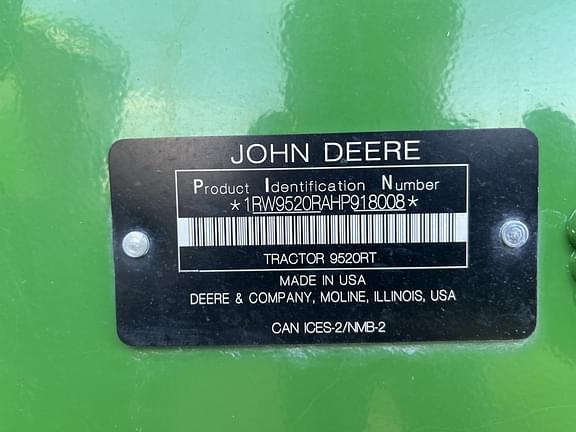 JOHN DEERE
Product Identification Number
*1RW9520RAHP918008*
TRACTOR 9520RT
MADE IN USA
DEERE & COMPANY, MOLINE, ILLINOIS, USA
CAN ICES-2/NMB-2